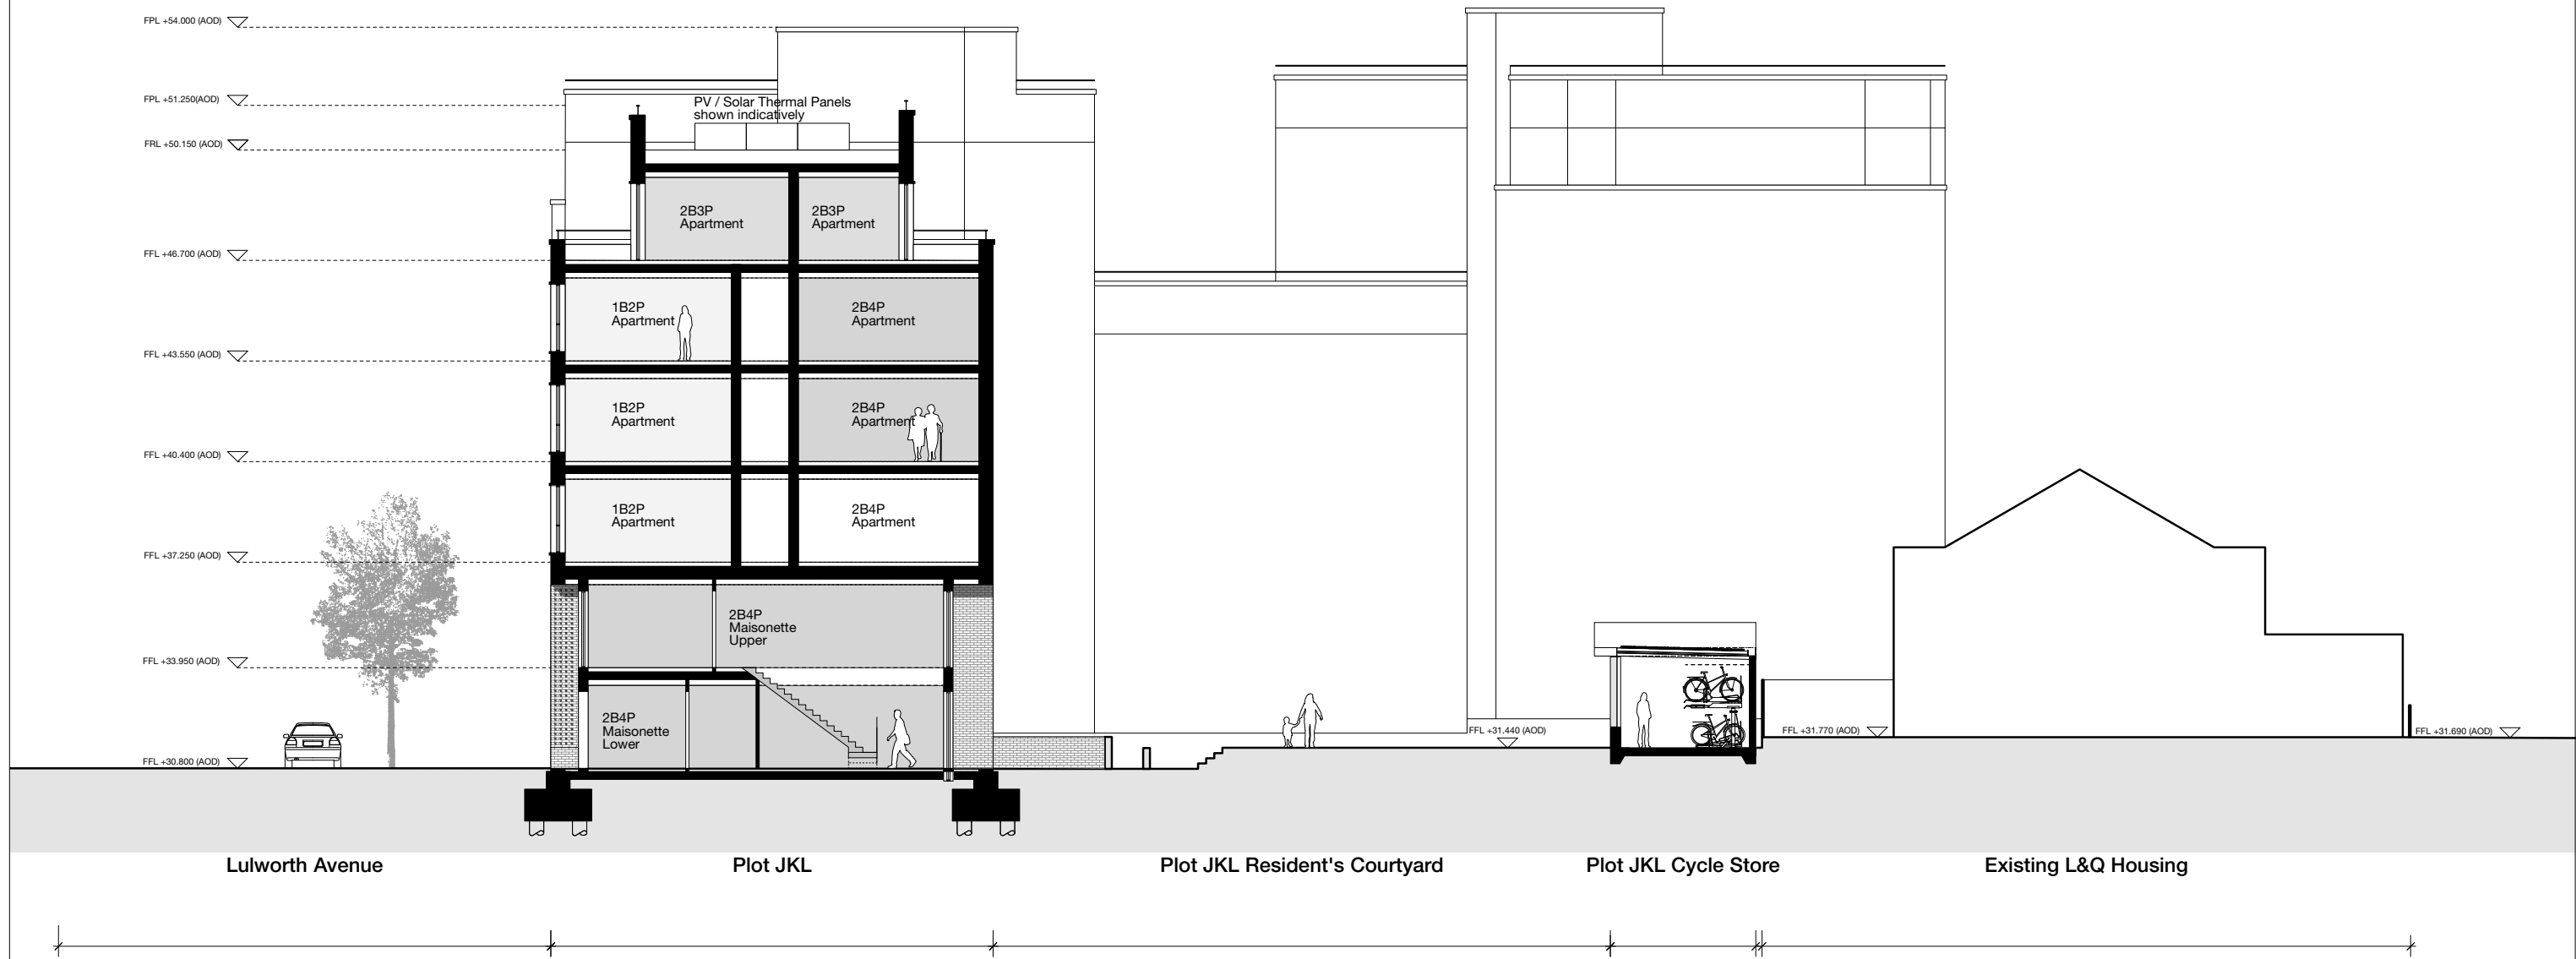 FPL +54.000 (AOD)
FPL +51.250(AOD)
PV / Solar Thermal Panels
shown indicatively
FRL +50.150 (AOD)
2B3P
Apartment
2B3P
Apartment
FFL +46.700 (AOD)
1B2P
Apartment
2B4P
Apartment
FFL +43.550 (AOD)
1B2P
Apartment
2B4P
Apartment
FFL +40.400 (AOD)
1B2P
Apartment
2B4P
Apartment
FFL +37.250 (AOD)
2B4P
Maisonette
Upper
FFL +33.950 (AOD)
2B4P
Maisonette
Lower
FFL +31.440 (AOD)
FFL +31.770 (AOD)
FFL +31.690 (AOD)
FFL +30.800 (AOD)
Lulworth Avenue
Plot JKL
Plot JKL Resident's Courtyard
Plot JKL Cycle Store
Existing L&Q Housing